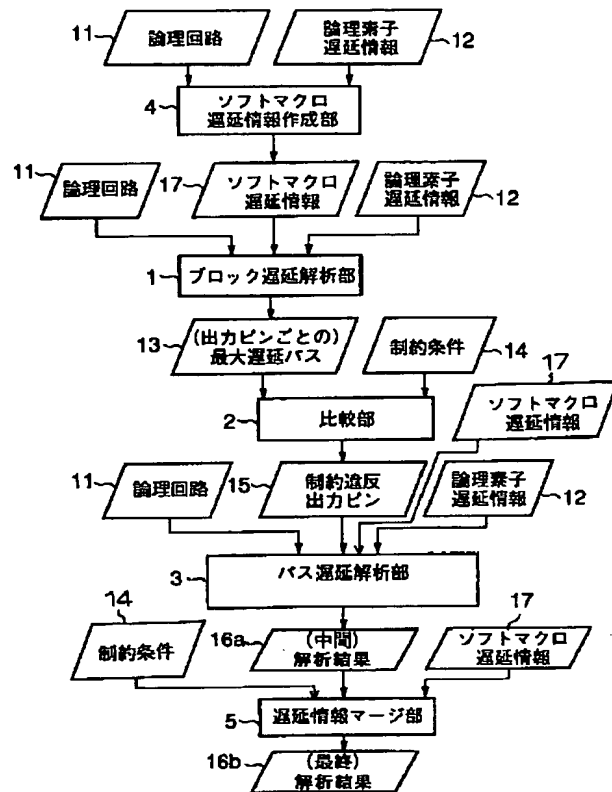 11
論理回路
論理素子
遅延情報
12
4
ソフトマクロ
遅延情報作成部
11
論理回路
17
ソフトマクロ
遅延情報
論理素子
遅延情報
12
1
ブロック遅延解析部
13
(出力ピンごとの)
最大遅延パス
制約条件
14
17
ソフトマクロ
遅延情報
2
比較部
11
論理回路
15
制約違反
出力ピン
論理素子
遅延情報
12
3
パス遅延解析部
14
制約条件
16a
(中間)
解析結果
17
ソフトマクロ
遅延情報
5
遅延情報マージ部
16b
(最終)
解析結果